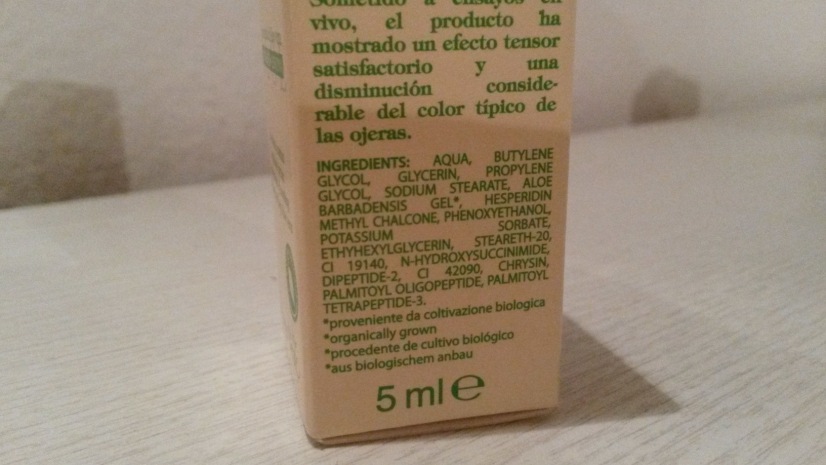 Sometido a ensayos en
vivo, el producto ha
mostrado un efecto tensor
satisfactorio y una
disminución conside-
rable del color típico de
las ojeras.
INGREDIENTS: AQUA, BUTYLENE
GLYCOL, GLYCERIN, PROPYLENE
GLYCOL, SODIUM STEARATE, ALOE
BARBADENSIS GEL*, HESPERIDIN
METHYL CHALCONE, PHENOXYETHANOL,
POTASSIUM SORBATE,
ETHYHEXYLGLYCERIN, STEARETH-20,
CI 19140, N-HYDROXYSUCCINIMIDE,
DIPEPTIDE-2, CI 42090, CHRYSIN,
PALMITOYL OLIGOPEPTIDE, PALMITOYL
TETRAPEPTIDE-3.
*proveniente da coltivazione biologica
*organically grown
*procedente de cultivo biológico
*aus biologischem anbau
5 ml ℮